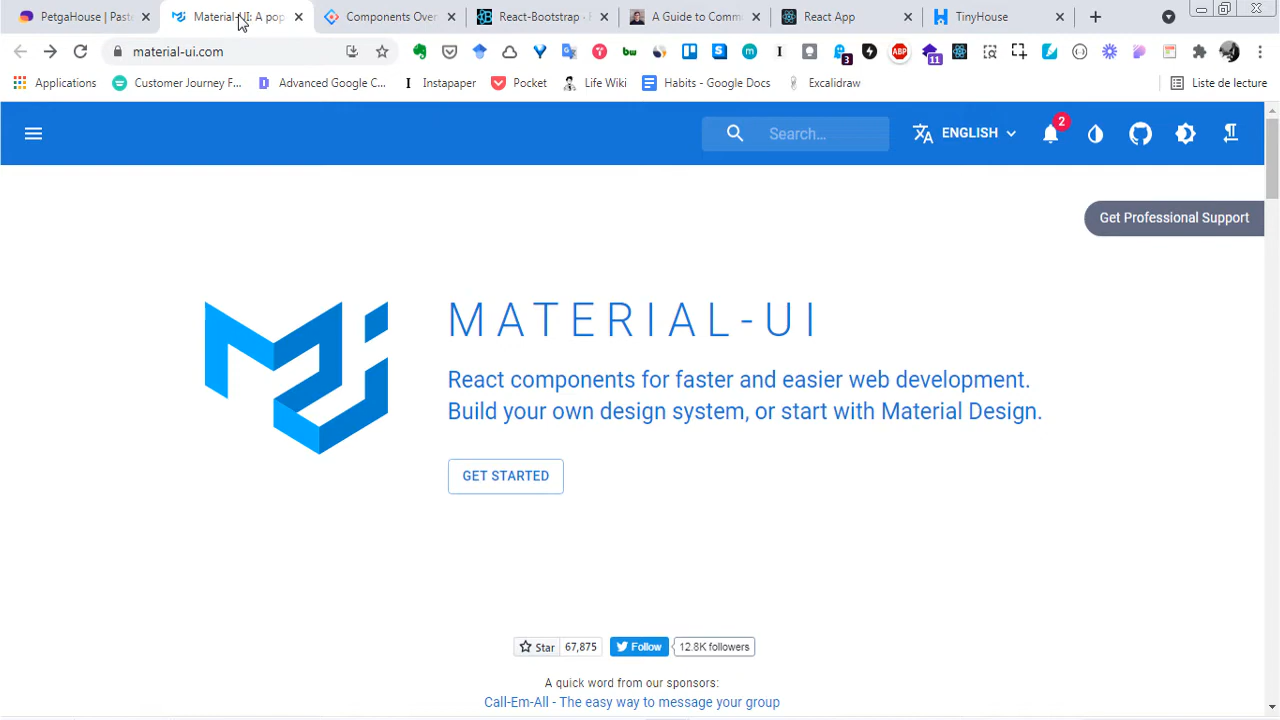 PetgaHouse | Paste
Material-UI: A pop
Components Over
React-Bootstrap ·
A Guide to Comm
React App
TinyHouse
material-ui.com
3
ABP
11
Applications
Customer Journey F...
Advanced Google C...
Instapaper
Pocket
Life Wiki
Habits - Google Docs
Excalidraw
Liste de lecture
Search...
ENGLISH
2
Get Professional Support
MATERIAL-UI
React components for faster and easier web development.
Build your own design system, or start with Material Design.
GET STARTED
Star 67,875
Follow 12.8K followers
A quick word from our sponsors:
Call-Em-All - The easy way to message your group